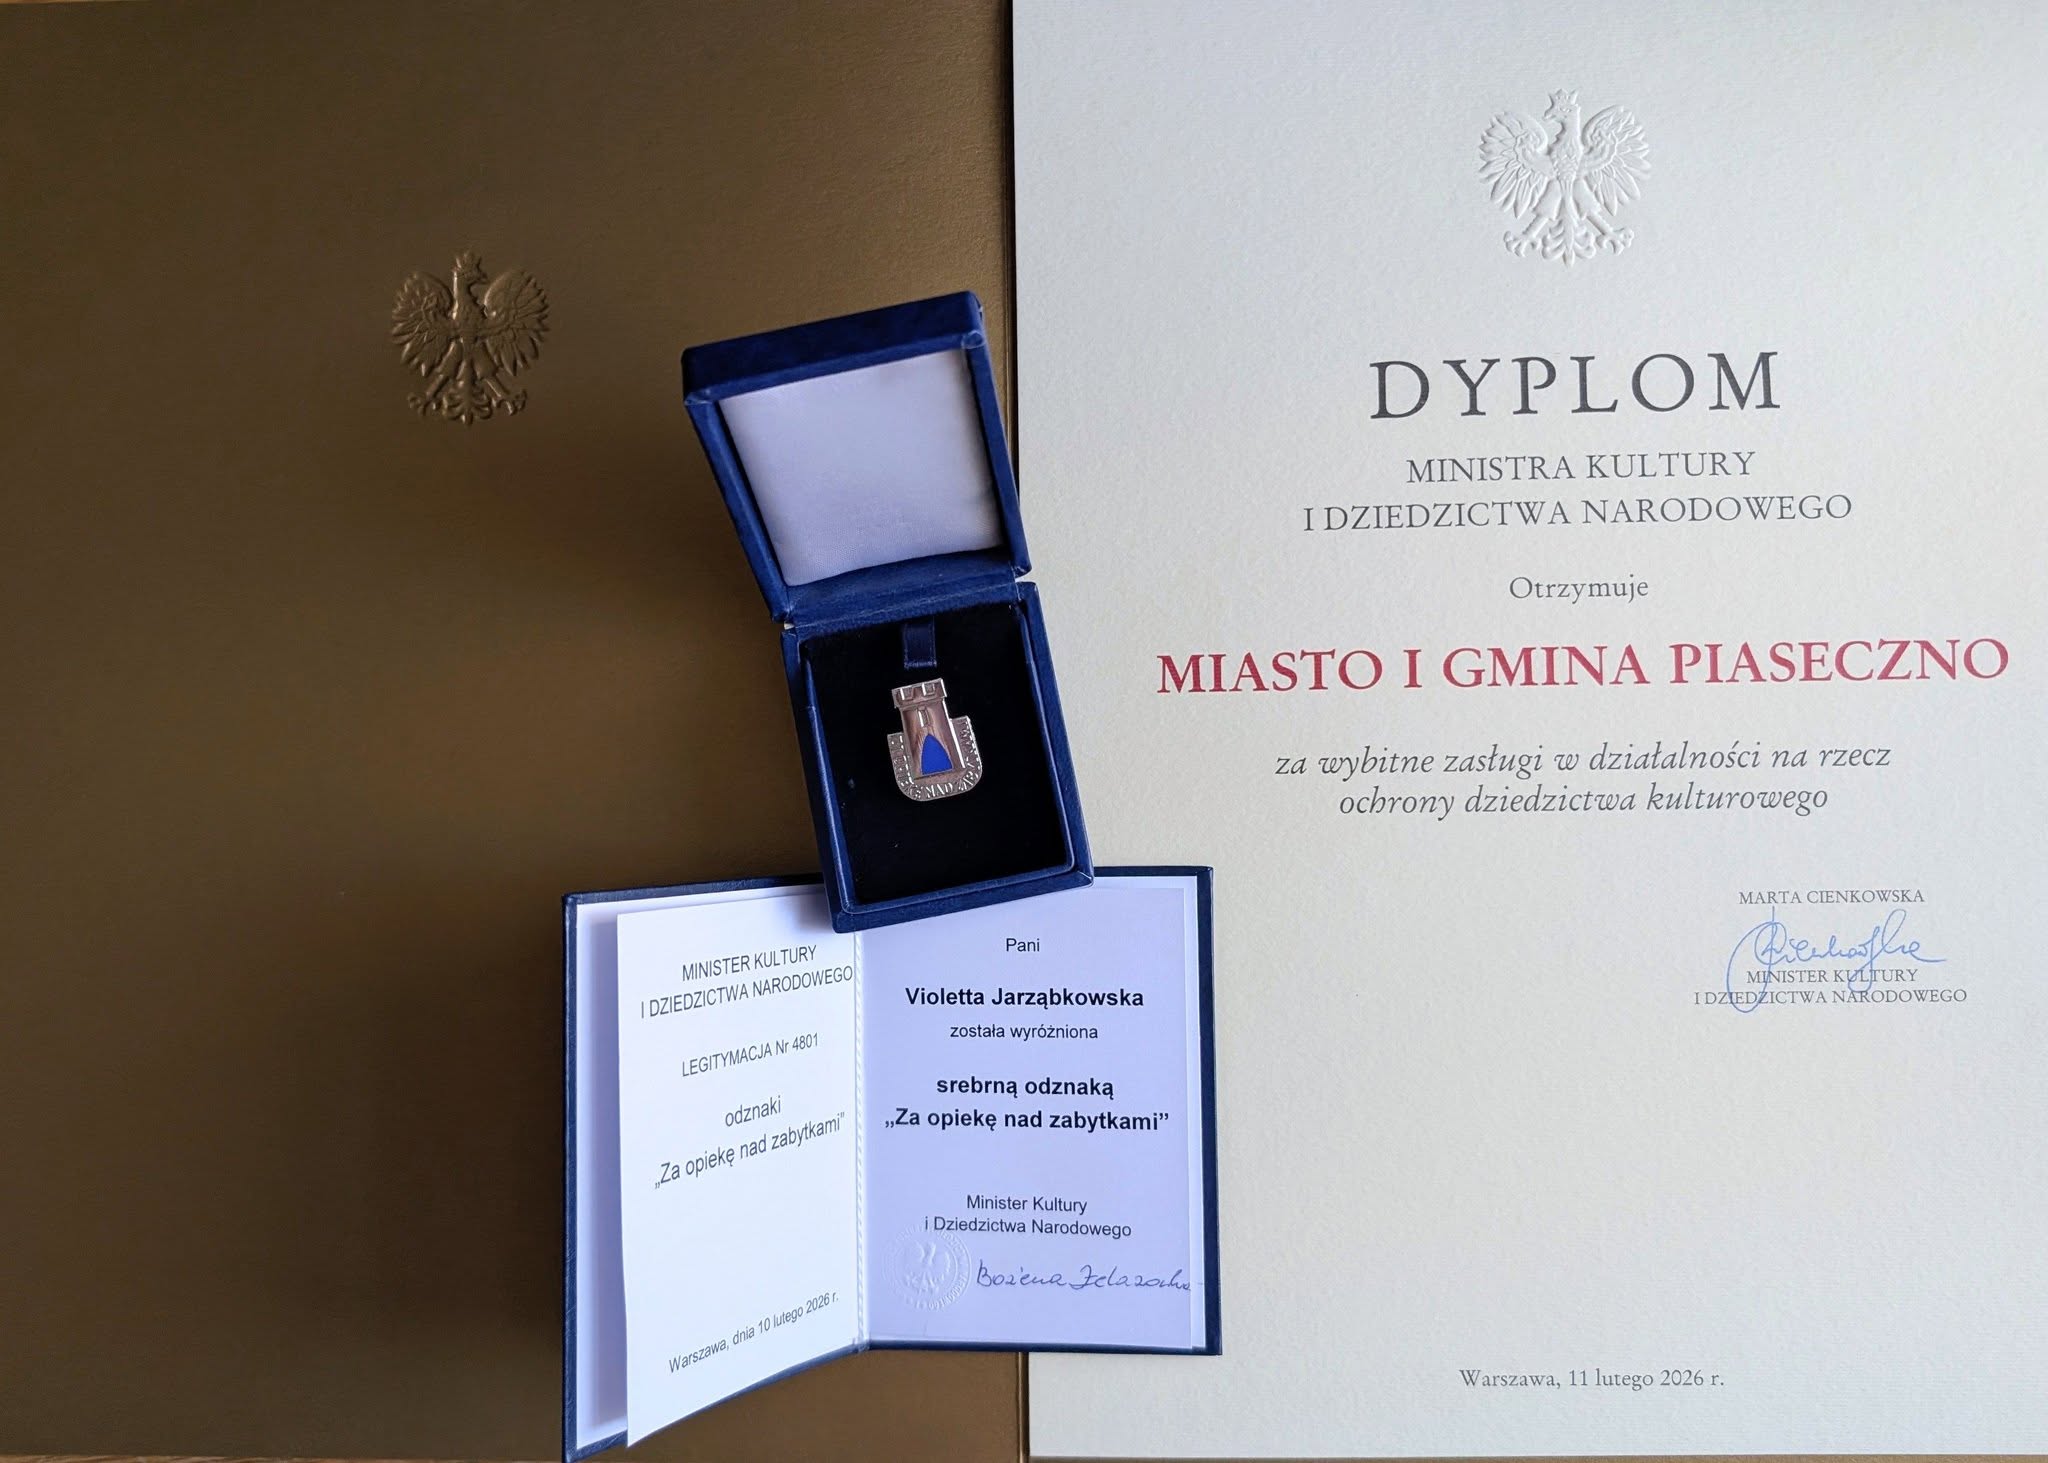 DYPLOM
MINISTRA KULTURY
I DZIEDZICTWA NARODOWEGO
Otrzymuje
MIASTO I GMINA PIASECZNO
za wybitne zasługi w działalności na rzecz
ochrony dziedzictwa kulturowego
MARTA CIENKOWSKA
MINISTER KULTURY
I DZIEDZICTWA NARODOWEGO
Warszawa, 11 lutego 2026 r.
NAD
MINISTER KULTURY
I DZIEDZICTWA NARODOWEGO
LEGITYMACJA Nr 4801
odznaki
„Za opiekę nad zabytkami”
Warszawa, dnia 10 lutego 2026 r.
Pani
Violetta Jarząbkowska
została wyróżniona
srebrną odznaką
„Za opiekę nad zabytkami”
Minister Kultury
i Dziedzictwa Narodowego
Bożena Żelazowska